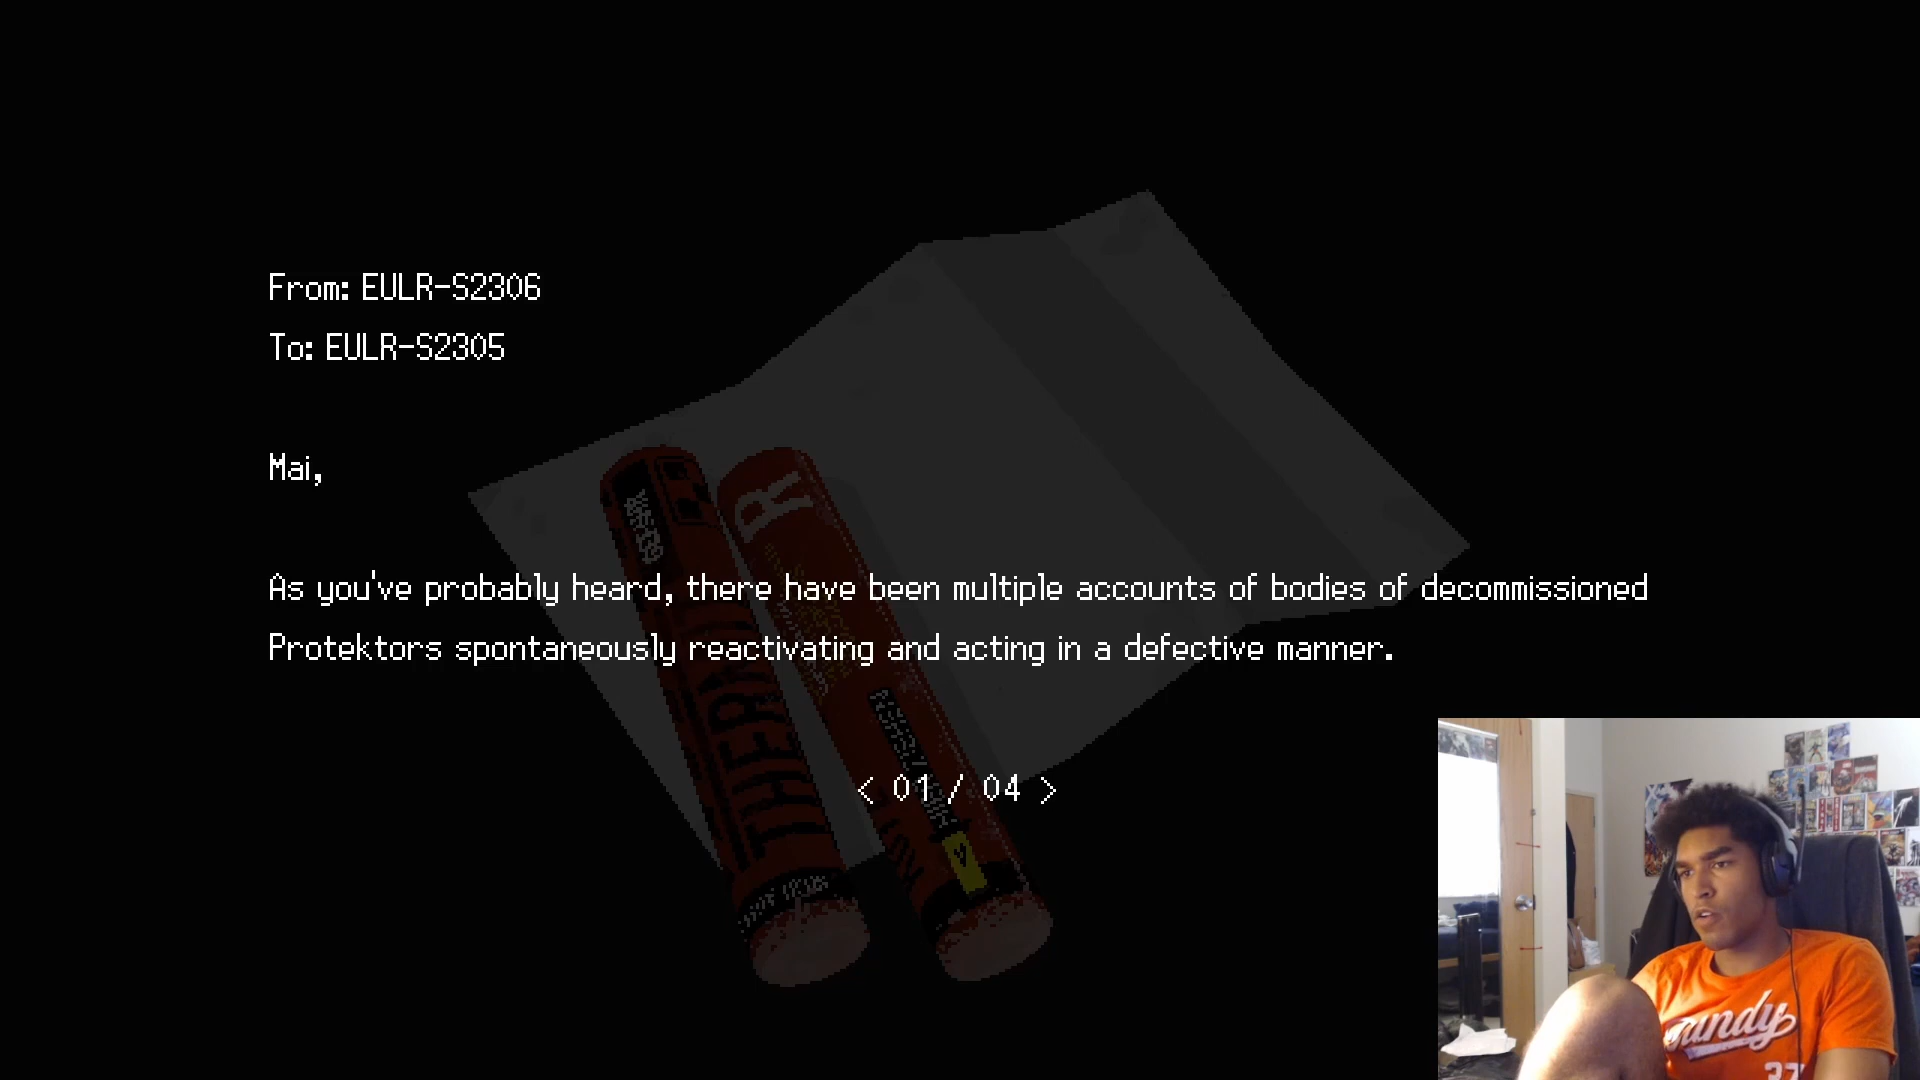 From: EULR-S2306
To: EULR-S2305
Mai,
As you've probably heard, there have been multiple accounts of bodies of decommissioned
Protektors spontaneously reactivating and acting in a defective manner.
< 01 / 04 >